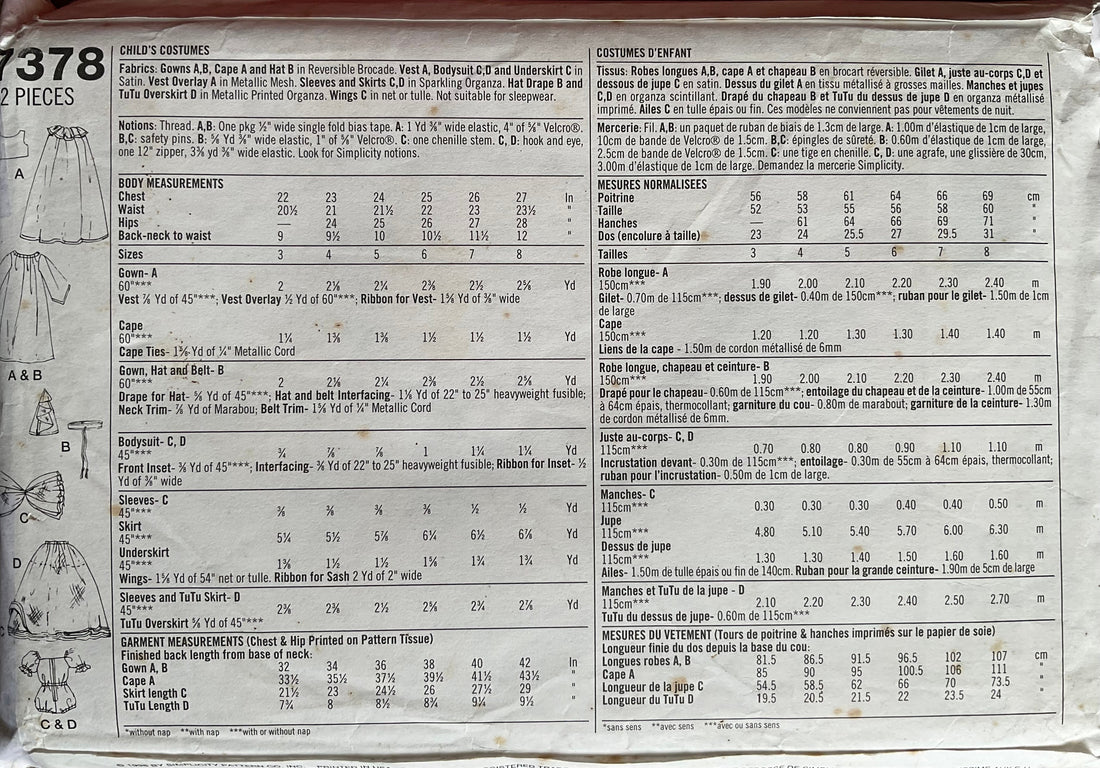 7378
2 PIECES
A
A & B
B
C
D
C & D
CHILD'S COSTUMES
Fabrics: Gowns A,B, Cape A and Hat B in Reversible Brocade. Vest A, Bodysuit C,D and Underskirt C in
Satin. Vest Overlay A in Metallic Mesh. Sleeves and Skirts C,D in Sparkling Organza. Hat Drape B and
TuTu Overskirt D in Metallic Printed Organza. Wings C in net or tulle. Not suitable for sleepwear.
Notions: Thread. A,B: One pkg ½" wide single fold bias tape. A: 1 Yd ⅜" wide elastic, 4" of ⅝" Velcro®.
B,C: safety pins. B: ⅝ Yd ⅜" wide elastic, 1" of ⅝" Velcro®. C: one chenille stem. C, D: hook and eye,
one 12" zipper, 3⅜ yd ⅜" wide elastic. Look for Simplicity notions.
BODY MEASUREMENTS
Chest 22 23 24 25 26 27 In
Waist 20½ 21 21½ 22 23 23½ "
Hips — 24 25 26 27 28 "
Back-neck to waist 9 9½ 10 10½ 11½ 12 "
Sizes 3 4 5 6 7 8
Gown- A
60"*** 2 2⅛ 2¼ 2⅜ 2½ 2⅝ Yd
Vest ⅞ Yd of 45"***; Vest Overlay ½ Yd of 60"***; Ribbon for Vest- 1⅝ Yd of ⅜" wide
Cape
60"*** 1¼ 1⅜ 1⅜ 1½ 1½ 1½ Yd
Cape Ties- 1⅝ Yd of ¼" Metallic Cord
Gown, Hat and Belt- B
60"*** 2 2⅛ 2¼ 2⅜ 2½ 2⅝ Yd
Drape for Hat- ⅝ Yd of 45"***; Hat and belt Interfacing- 1⅛ Yd of 22" to 25" heavyweight fusible;
Neck Trim- ⅞ Yd of Marabou; Belt Trim- 1⅜ Yd of ¼" Metallic Cord
Bodysuit- C, D
45"*** ¾ ⅞ ⅞ 1 1¼ 1¼ Yd
Front Inset- ⅜ Yd of 45"***; Interfacing- ⅜ Yd of 22" to 25" heavyweight fusible; Ribbon for Inset- ½
Yd of ⅜" wide
Sleeves- C
45"*** ⅜ ⅜ ⅜ ⅜ ½ ½ Yd
Skirt
45"*** 5¼ 5½ 5⅞ 6¼ 6½ 6⅞ Yd
Underskirt
45"*** 1⅜ 1½ 1½ 1⅝ 1¾ 1¾ Yd
Wings- 1⅝ Yd of 54" net or tulle. Ribbon for Sash 2 Yd of 2" wide
Sleeves and TuTu Skirt- D
45"*** 2⅜ 2⅜ 2½ 2⅝ 2¾ 2⅞ Yd
TuTu Overskirt ⅝ Yd of 45"***
GARMENT MEASUREMENTS (Chest & Hip Printed on Pattern Tissue)
Finished back length from base of neck:
Gown A, B 32 34 36 38 40 42 In
Cape A 33½ 35½ 37½ 39½ 41½ 43½ "
Skirt length C 21½ 23 24½ 26 27½ 29 "
TuTu Length D 7¾ 8 8½ 8¾ 9¼ 9½ "
*without nap **with nap ***with or without nap
COSTUMES D'ENFANT
Tissus: Robes longues A,B, cape A et chapeau B en brocart réversible. Gilet A, juste au-corps C,D et
dessous de jupe C en satin. Dessus du gilet A en tissu métallisé à grosses mailles. Manches et jupes
C,D en organza scintillant. Drapé du chapeau B et TuTu du dessus de jupe D en organza métallisé
imprimé. Ailes C en tulle épais ou fin. Ces modèles ne conviennent pas pour vêtements de nuit.
Mercerie: Fil. A,B: un paquet de ruban de biais de 1.3cm de large. A: 1.00m d'élastique de 1cm de large,
10cm de bande de Velcro® de 1.5cm. B,C: épingles de sûreté. B: 0.60m d'élastique de 1cm de large,
2.5cm de bande de Velcro® de 1.5cm. C: une tige en chenille. C, D: une agrafe, une glissière de 30cm,
3.00m d'élastique de 1cm de large. Demandez la mercerie Simplicity.
MESURES NORMALISEES
Poitrine 56 58 61 64 66 69 cm
Taille 52 53 55 56 58 60 "
Hanches — 61 64 66 69 71 "
Dos (encolure à taille) 23 24 25.5 27 29.5 31 "
Tailles 3 4 5 6 7 8
Robe longue- A
150cm*** 1.90 2.00 2.10 2.20 2.30 2.40 m
Gilet- 0.70m de 115cm***; dessus de gilet- 0.40m de 150cm***; ruban pour le gilet- 1.50m de 1cm
de large
Cape
150cm*** 1.20 1.20 1.30 1.30 1.40 1.40 m
Liens de la cape - 1.50m de cordon métallisé de 6mm
Robe longue, chapeau et ceinture- B
150cm*** 1.90 2.00 2.10 2.20 2.30 2.40 m
Drapé pour le chapeau- 0.60m de 115cm***; entoilage du chapeau et de la ceinture- 1.00m de 55cm
à 64cm épais, thermocollant; garniture du cou- 0.80m de marabout; garniture de la ceinture- 1.30m
de cordon métallisé de 6mm.
Juste au-corps- C, D
115cm*** 0.70 0.80 0.80 0.90 1.10 1.10 m
Incrustation devant- 0.30m de 115cm***; entoilage- 0.30m de 55cm à 64cm épais, thermocollant;
ruban pour l'incrustation- 0.50m de 1cm de large.
Manches- C
115cm*** 0.30 0.30 0.30 0.40 0.40 0.50 m
Jupe
115cm*** 4.80 5.10 5.40 5.70 6.00 6.30 m
Dessus de jupe
115cm*** 1.30 1.30 1.40 1.50 1.60 1.60 m
Ailes- 1.50m de tulle épais ou fin de 140cm. Ruban pour la grande ceinture- 1.90m de 5cm de large
Manches et TuTu de la jupe - D
115cm*** 2.10 2.20 2.30 2.40 2.50 2.70 m
TuTu du dessus de jupe- 0.60m de 115cm***
MESURES DU VETEMENT (Tours de poitrine & hanches imprimés sur le papier de soie)
Longueur finie du dos depuis la base du cou:
Longues robes A, B 81.5 86.5 91.5 96.5 102 107 cm
Cape A 85 90 95 100.5 106 111 "
Longueur de la jupe C 54.5 58.5 62 66 70 73.5 "
Longueur du TuTu D 19.5 20.5 21.5 22 23.5 24 "
*sans sens **avec sens ***avec ou sans sens